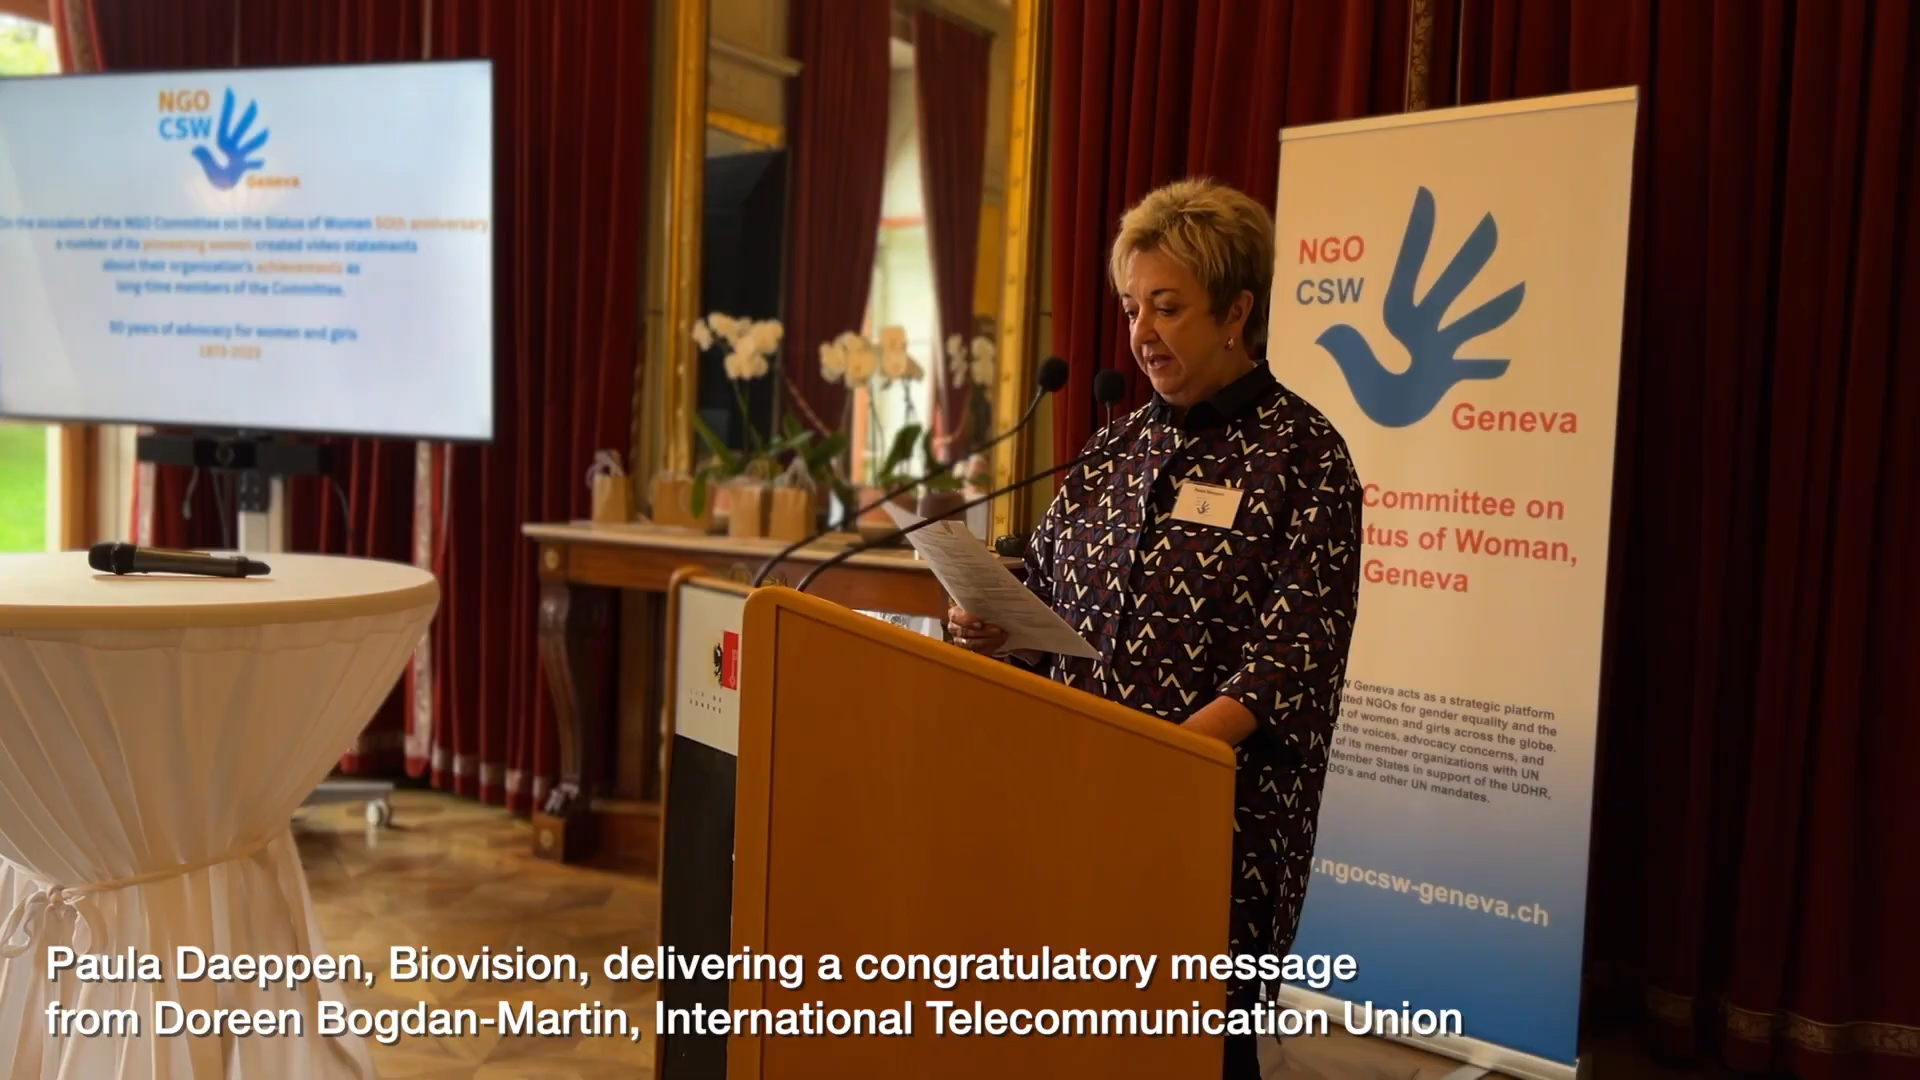 NGO
CSW
Geneva
On the occasion of the NGO Committee on the Status of Women 50th anniversary
a number of its pioneering women created video statements
about their organization's achievements as
long-time members of the Committee.
50 years of advocacy for women and girls
1973-2023
NGO
CSW
Geneva
Committee on
tus of Woman,
Geneva
W Geneva acts as a strategic platform
ited NGOs for gender equality and the
t of women and girls across the globe.
s the voices, advocacy concerns, and
of its member organizations with UN
Member States in support of the UDHR,
DG's and other UN mandates.
.ngocsw-geneva.ch
Paula Daeppen, Biovision, delivering a congratulatory message
from Doreen Bogdan-Martin, International Telecommunication Union